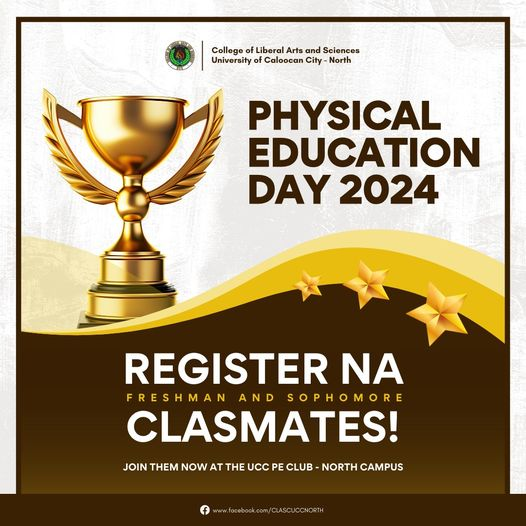 College of Liberal Arts and Sciences
University of Caloocan City - North
PHYSICAL
EDUCATION
DAY 2024
REGISTER NA
FRESHMAN AND SOPHOMORE
CLASMATES!
JOIN THEM NOW AT THE UCC PE CLUB - NORTH CAMPUS
www.facebook.com/CLASCUCCNORTH